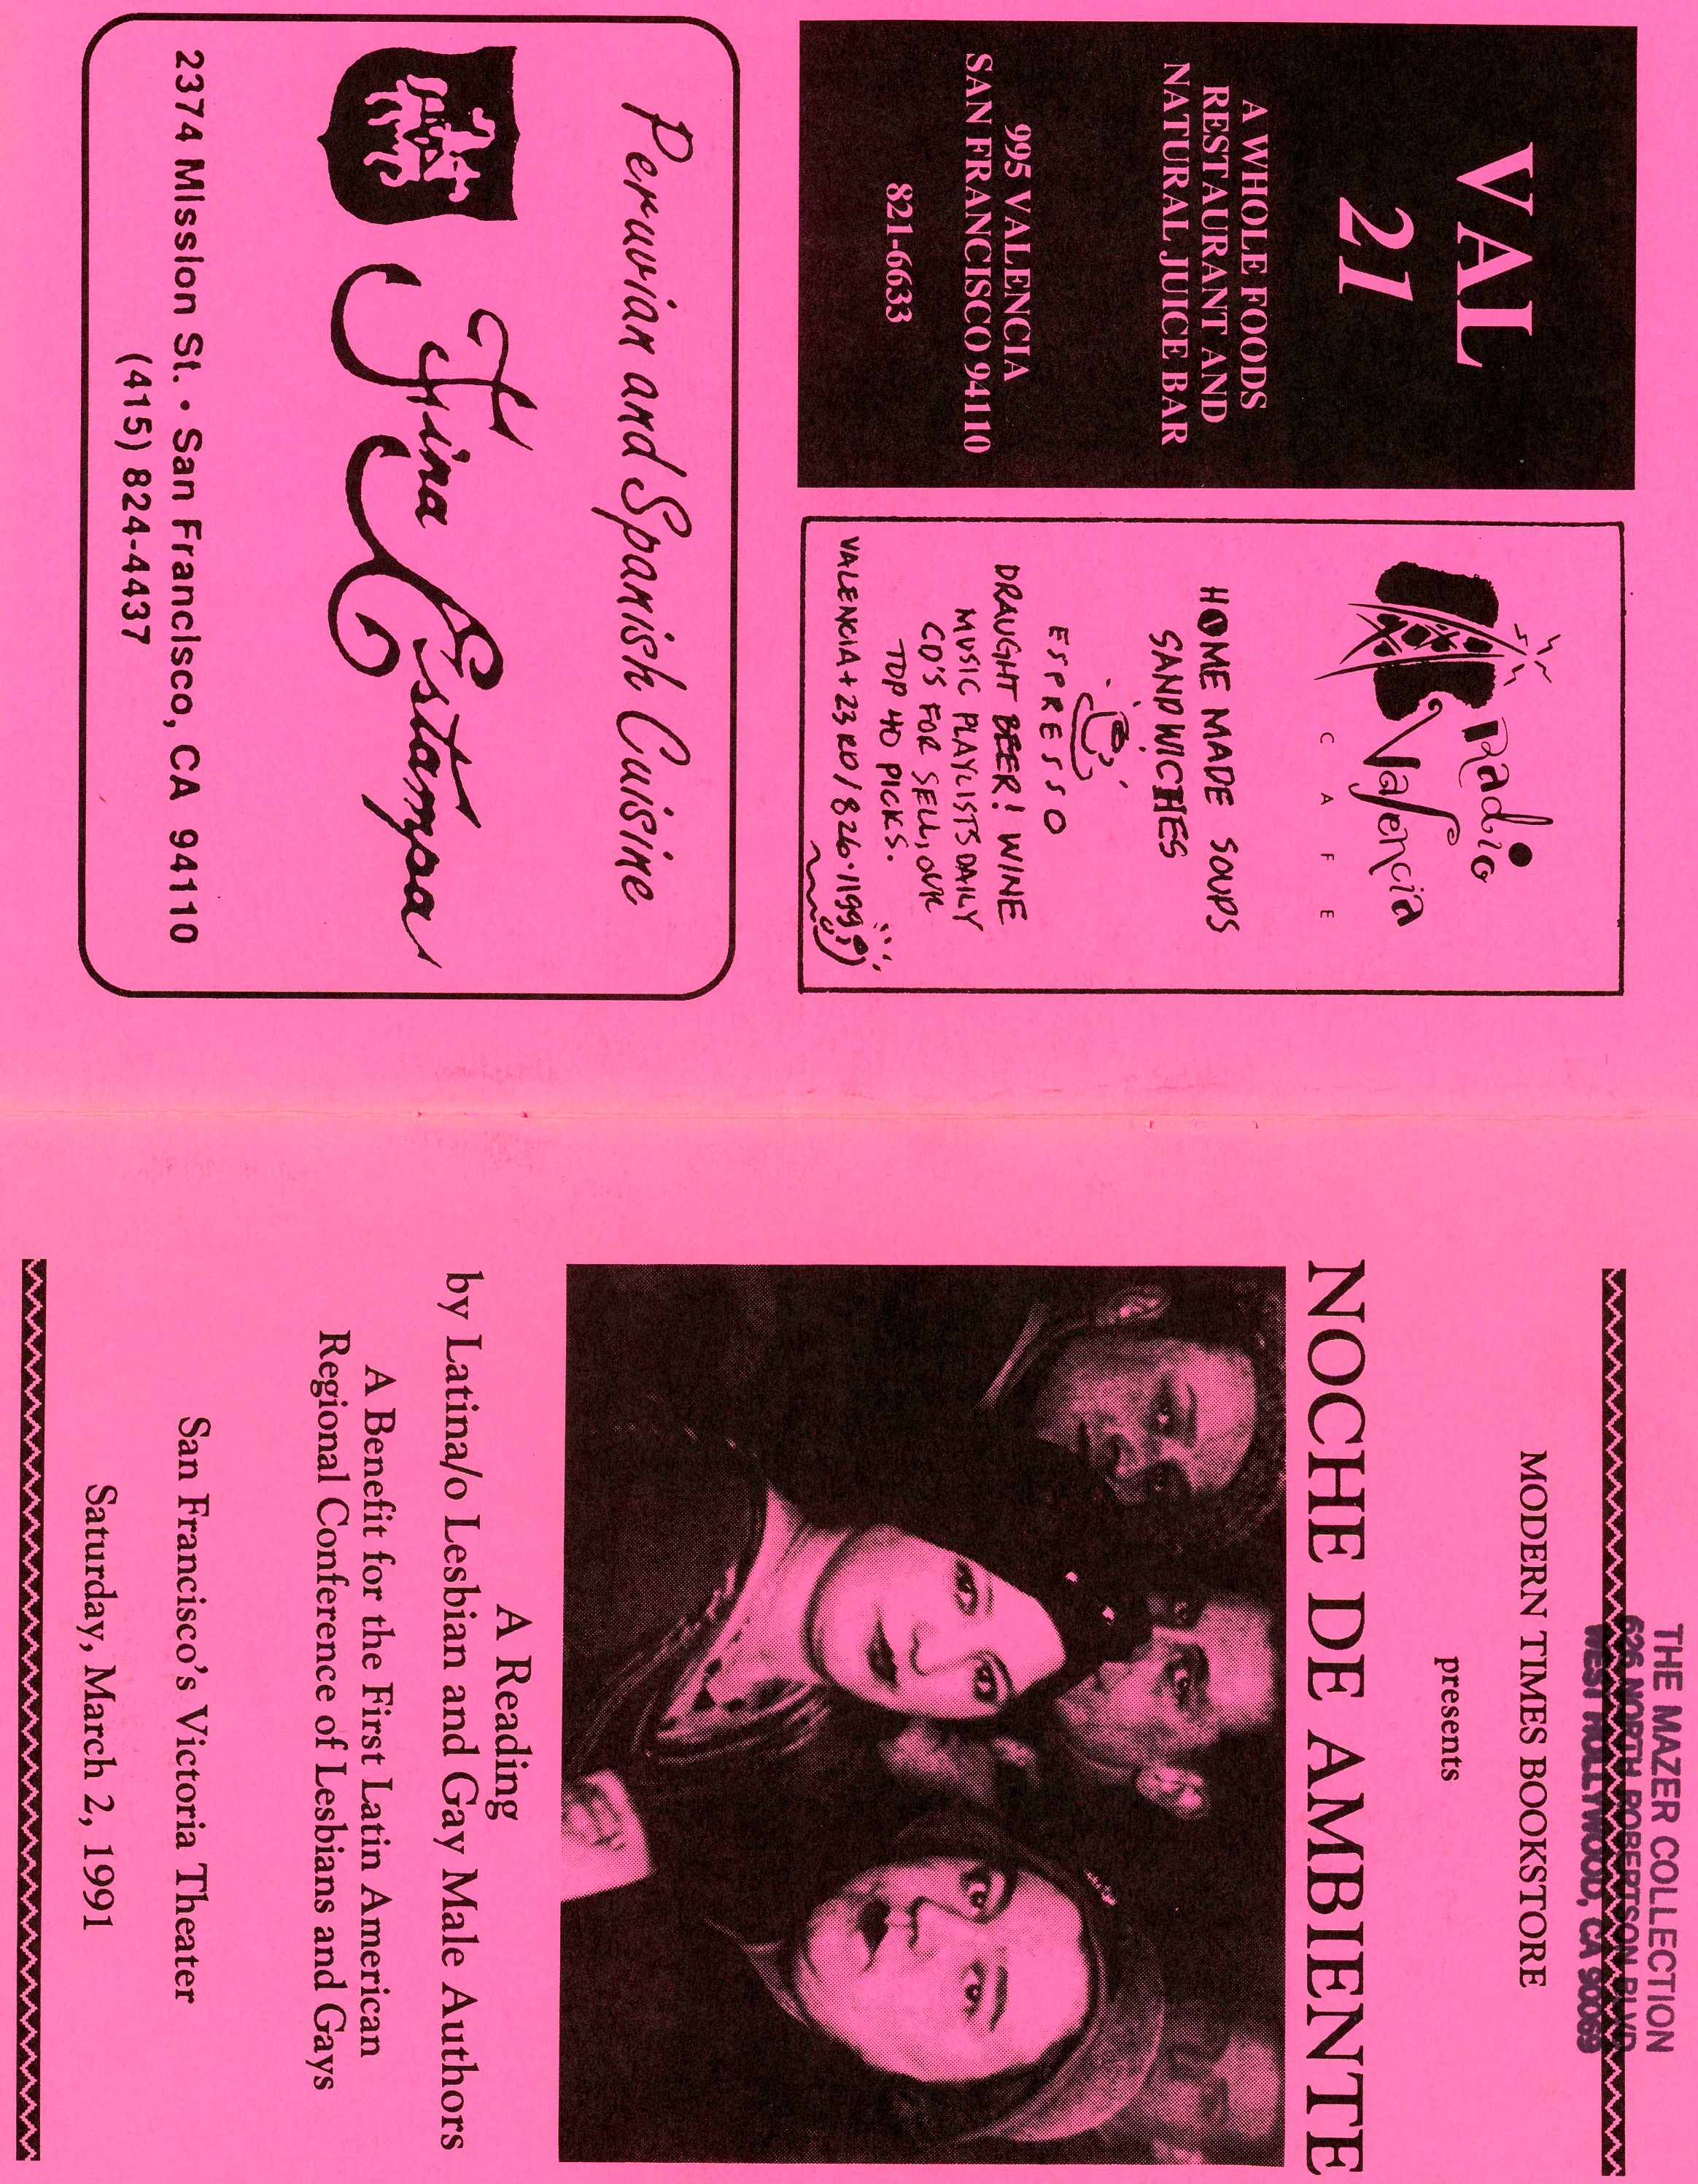 VAL
21
A WHOLE FOODS
RESTAURANT AND
NATURAL JUICE BAR
995 VALENCIA
SAN FRANCISCO 94110
821-6633
Radio
Valencia
CAFE
HOME MADE SOUPS
SANDWICHES
ESPRESSO
DRAUGHT BEER! WINE
MUSIC PLAYLISTS DAILY
CD'S FOR SELL, OUR
TOP 40 PICKS.
VALENCIA + 23RD / 826·1199
Peruvian and Spanish Cuisine
Fina Estampa
2374 Mission St. • San Francisco, CA 94110
(415) 824-4437
THE MAZER COLLECTION
626 NORTH ROBERTSON BLVD
WEST HOLLYWOOD, CA 90069
MODERN TIMES BOOKSTORE
presents
NOCHE DE AMBIENTE
A Reading
by Latina/o Lesbian and Gay Male Authors
A Benefit for the First Latin American
Regional Conference of Lesbians and Gays
San Francisco's Victoria Theater
Saturday, March 2, 1991